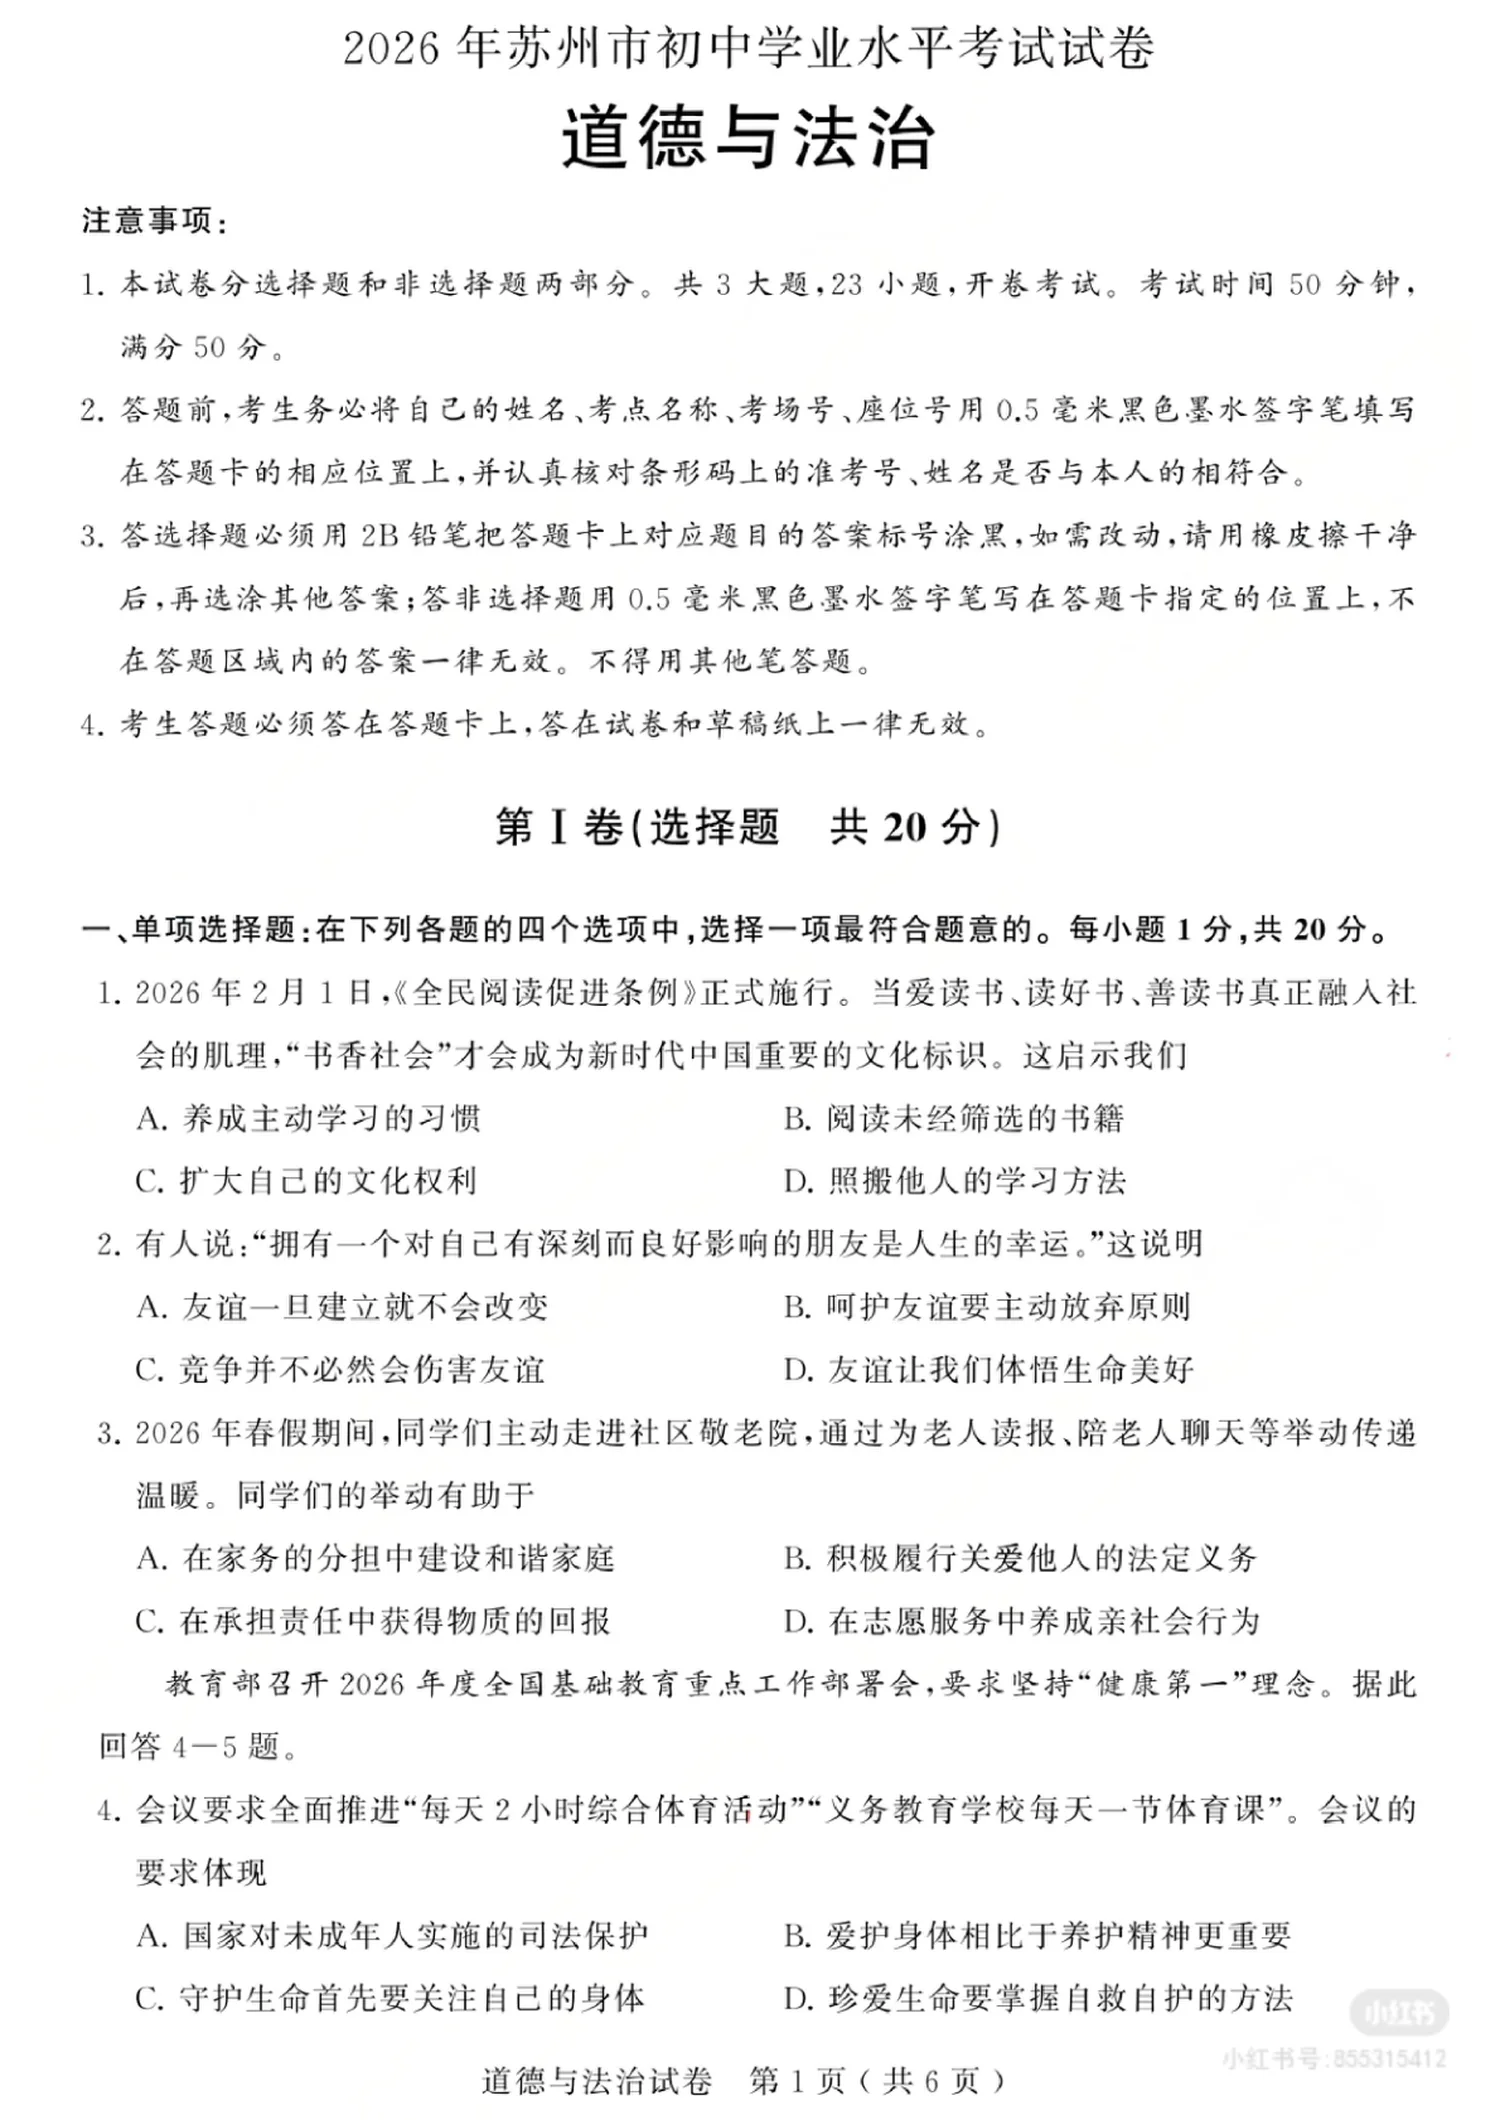 2026 年苏州市初中学业水平考试试卷
道德与法治
注意事项:
1. 本试卷分选择题和非选择题两部分。共 3 大题,23 小题,开卷考试。考试时间 50 分钟,
满分 50 分。
2. 答题前,考生务必将自己的姓名、考点名称、考场号、座位号用 0.5 毫米黑色墨水签字笔填写
在答题卡的相应位置上,并认真核对条形码上的准考号、姓名是否与本人的相符合。
3. 答选择题必须用 2B 铅笔把答题卡上对应题目的答案标号涂黑,如需改动,请用橡皮擦干净
后,再选涂其他答案;答非选择题用 0.5 毫米黑色墨水签字笔写在答题卡指定的位置上,不
在答题区域内的答案一律无效。不得用其他笔答题。
4. 考生答题必须答在答题卡上,答在试卷和草稿纸上一律无效。
第 Ⅰ 卷(选择题 共 20 分)
一、单项选择题:在下列各题的四个选项中,选择一项最符合题意的。每小题 1 分,共 20 分。
1. 2026 年 2 月 1 日,《全民阅读促进条例》正式施行。当爱读书、读好书、善读书真正融入社
会的肌理,“书香社会”才会成为新时代中国重要的文化标识。这启示我们
A. 养成主动学习的习惯 B. 阅读未经筛选的书籍
C. 扩大自己的文化权利 D. 照搬他人的学习方法
2. 有人说:“拥有一个对自己有深刻而良好影响的朋友是人生的幸运。”这说明
A. 友谊一旦建立就不会改变 B. 呵护友谊要主动放弃原则
C. 竞争并不必然会伤害友谊 D. 友谊让我们体悟生命美好
3. 2026 年春假期间,同学们主动走进社区敬老院,通过为老人读报、陪老人聊天等举动传递
温暖。同学们的举动有助于
A. 在家务的分担中建设和谐家庭 B. 积极履行关爱他人的法定义务
C. 在承担责任中获得物质的回报 D. 在志愿服务中养成亲社会行为
教育部召开 2026 年度全国基础教育重点工作部署会,要求坚持“健康第一”理念。据此
回答 4—5 题。
4. 会议要求全面推进“每天 2 小时综合体育活动”“义务教育学校每天一节体育课”。会议的
要求体现
A. 国家对未成年人实施的司法保护 B. 爱护身体相比于养护精神更重要
C. 守护生命首先要关注自己的身体 D. 珍爱生命要掌握自救自护的方法
小红书
小红书号:855315412
道德与法治试卷 第 1 页 ( 共 6 页 )